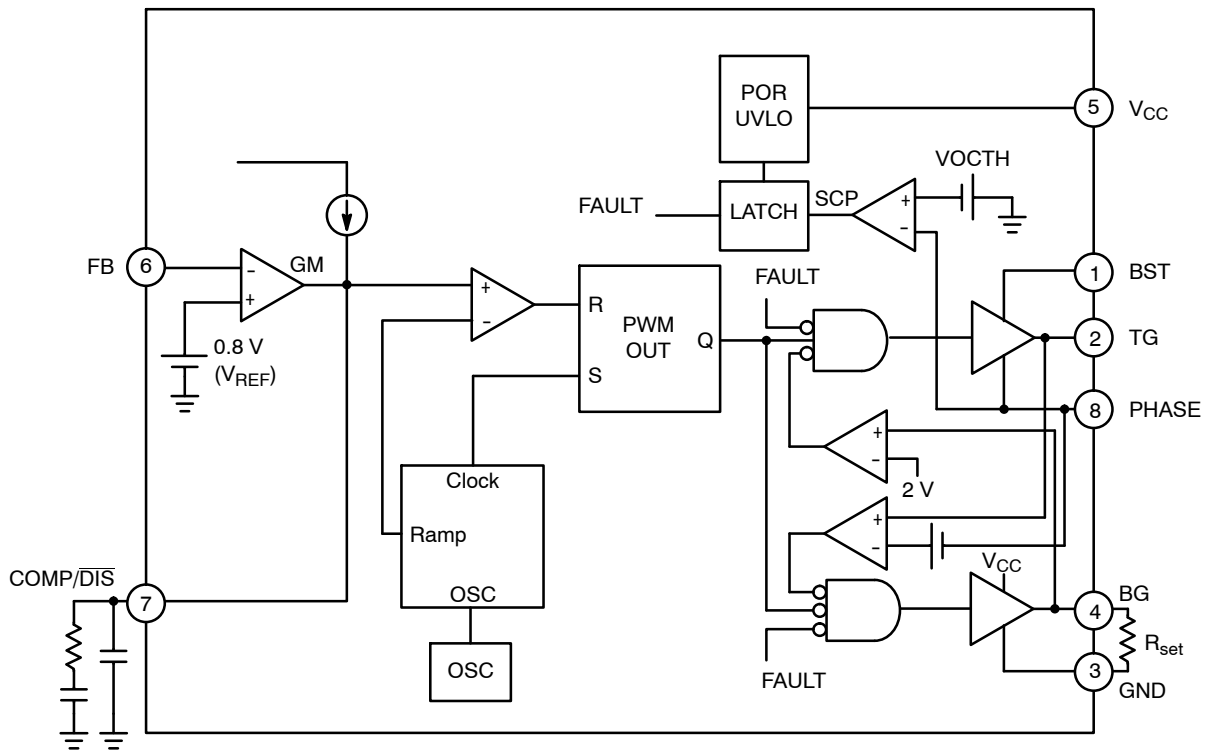 POR
UVLO
5
V_CC
VOCTH
FAULT
LATCH
SCP
+
-
FB
6
-
GM
+
0.8 V
(V_REF)
+
-
R
PWM
OUT
Q
S
FAULT
1
BST
2
TG
8
PHASE
+
-
2 V
Clock
Ramp
OSC
OSC
+
-
V_CC
COMP/D̅I̅S̅
7
BG
4
R_set
3
GND
FAULT